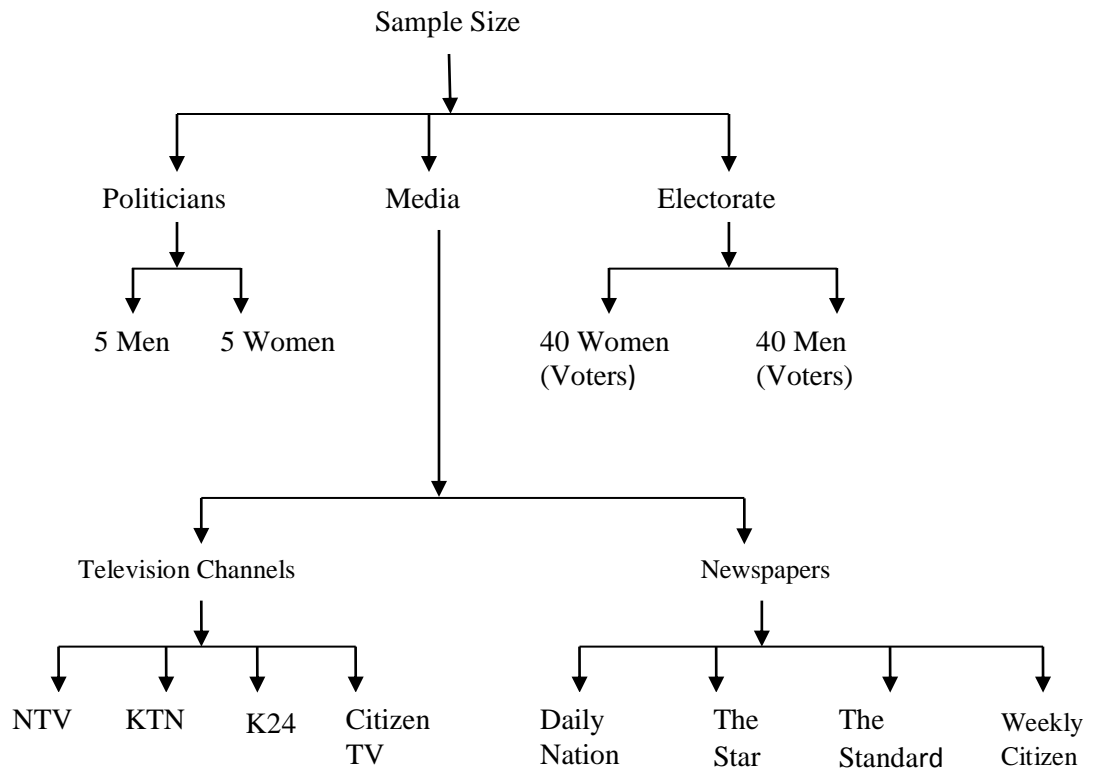 Sample Size
Politicians
Media
Electorate
5 Men
5 Women
40 Women
(Voters)
40 Men
(Voters)
Television Channels
Newspapers
NTV
KTN
K24
Citizen
TV
Daily
Nation
The
Star
The
Standard
Weekly
Citizen